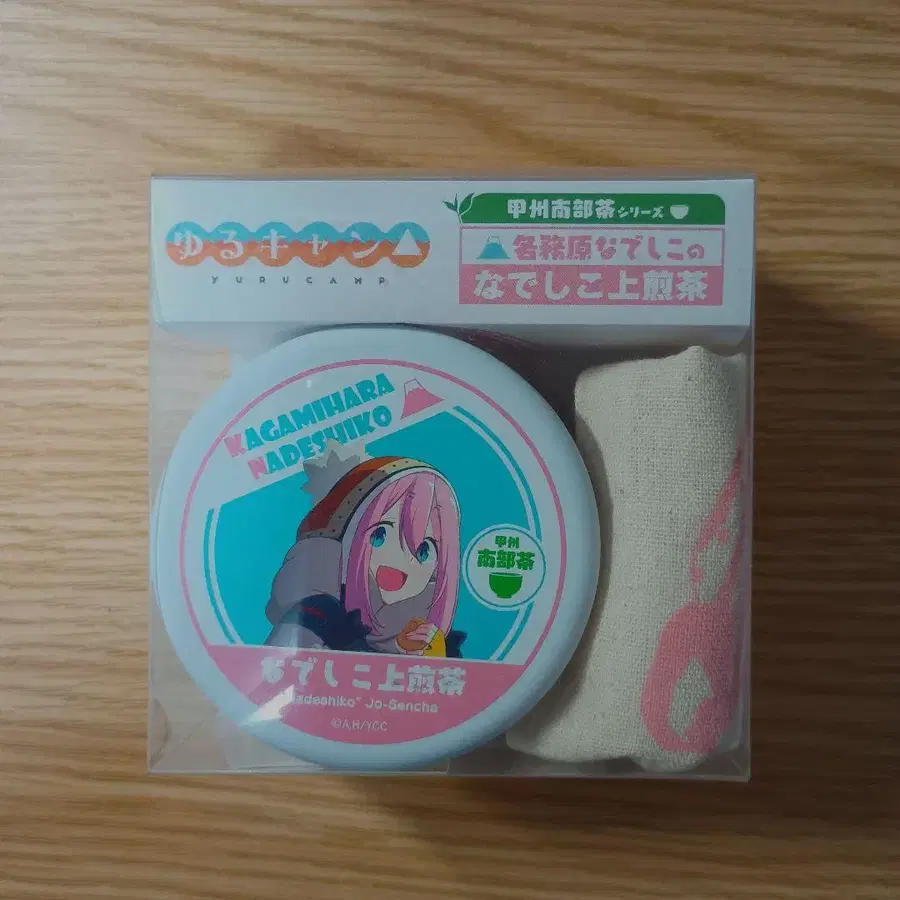 ゆるキャン△
YURUCAMP
甲州南部茶シリーズ
各務原なでしこの
なでしこ上煎茶
KAGAMIHARA
NADESHIKO
甲州
南部茶
なでしこ上煎茶
"Nadeshiko" Jo-Sencha
©A,H/YCC